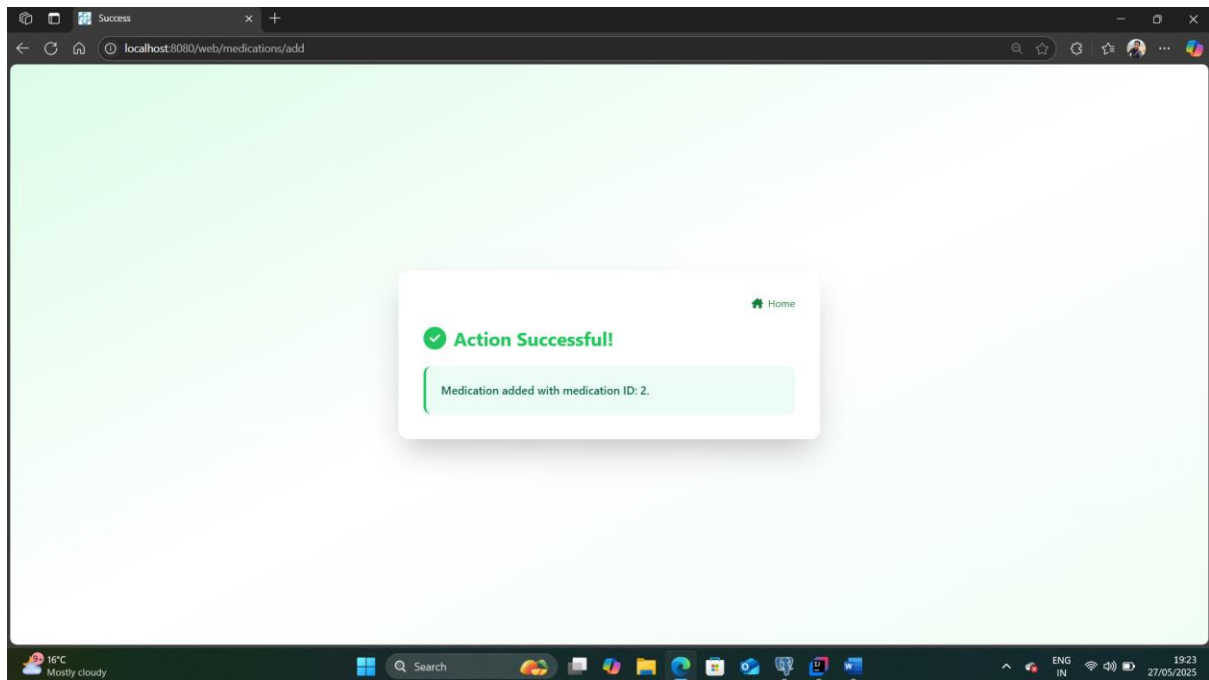 Success
localhost:8080/web/medications/add
Home
Action Successful!
Medication added with medication ID: 2.
9+
16°C
Mostly cloudy
Search
ENG
IN
19:23
27/05/2025